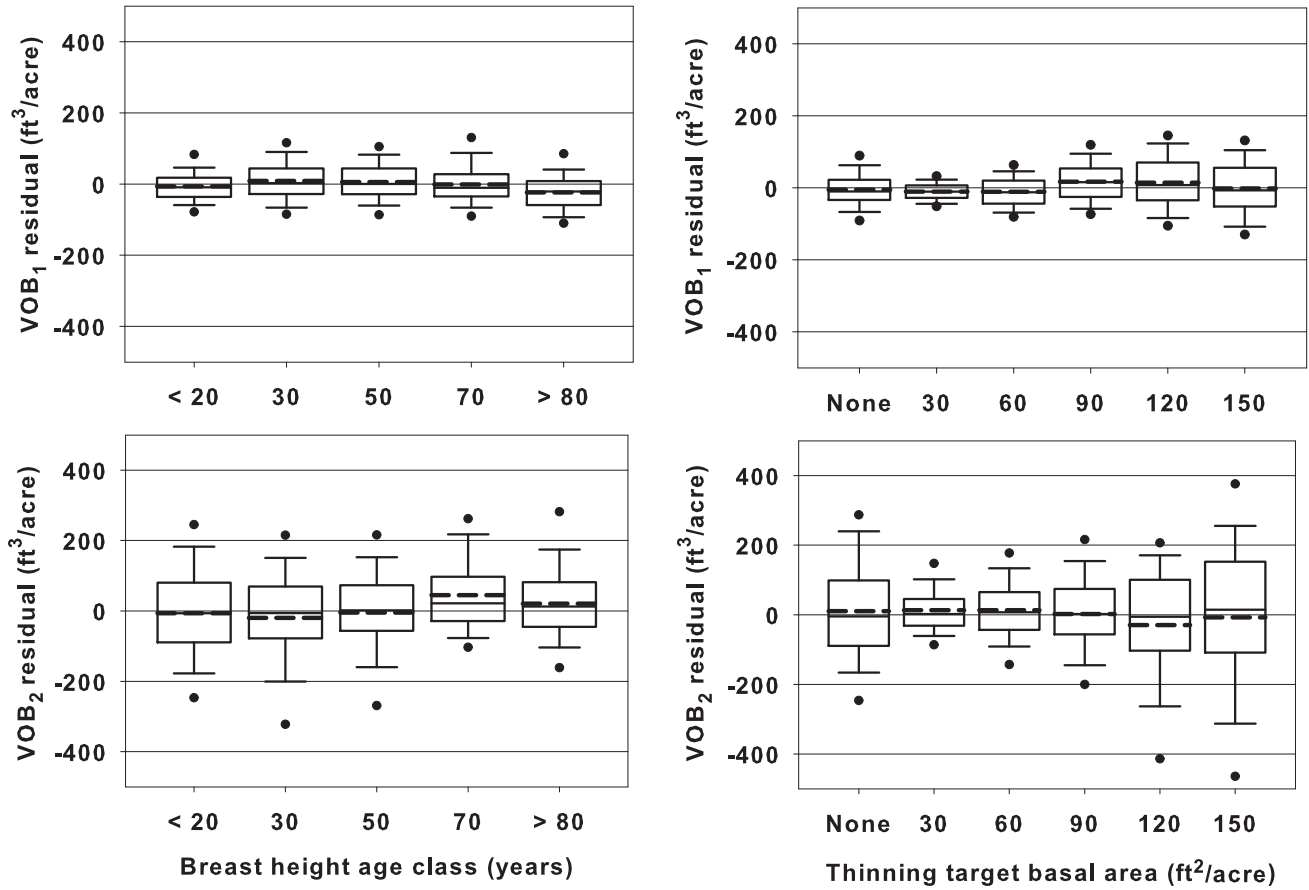 VOB₁ residual (ft³/acre)
400
200
0
-200
-400
< 20 30 50 70 > 80
VOB₁ residual (ft³/acre)
400
200
0
-200
-400
None 30 60 90 120 150
VOB₂ residual (ft³/acre)
400
200
0
-200
-400
< 20 30 50 70 > 80
Breast height age class (years)
VOB₂ residual (ft³/acre)
400
200
0
-200
-400
None 30 60 90 120 150
Thinning target basal area (ft²/acre)